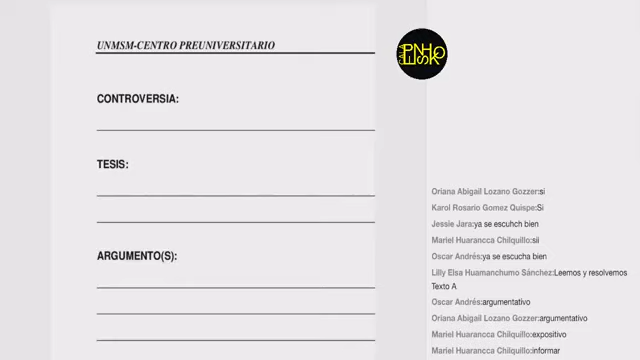 UNMSM-CENTRO PREUNIVERSITARIO
CONTROVERSIA:
TESIS:
ARGUMENTO(S):
Oriana Abigail Lozano Gozzer:si
Karol Rosario Gomez Quispe:Si
Jessie Jara:ya se escuhch bien
Mariel Huarancca Chilquillo:sii
Oscar Andrés:ya se escucha bien
Lilly Elsa Huamanchumo Sánchez:Leemos y resolvemos
Texto A
Oscar Andrés:argumentativo
Oriana Abigail Lozano Gozzer:argumentativo
Mariel Huarancca Chilquillo:expositivo
Mariel Huarancca Chilquillo:informar